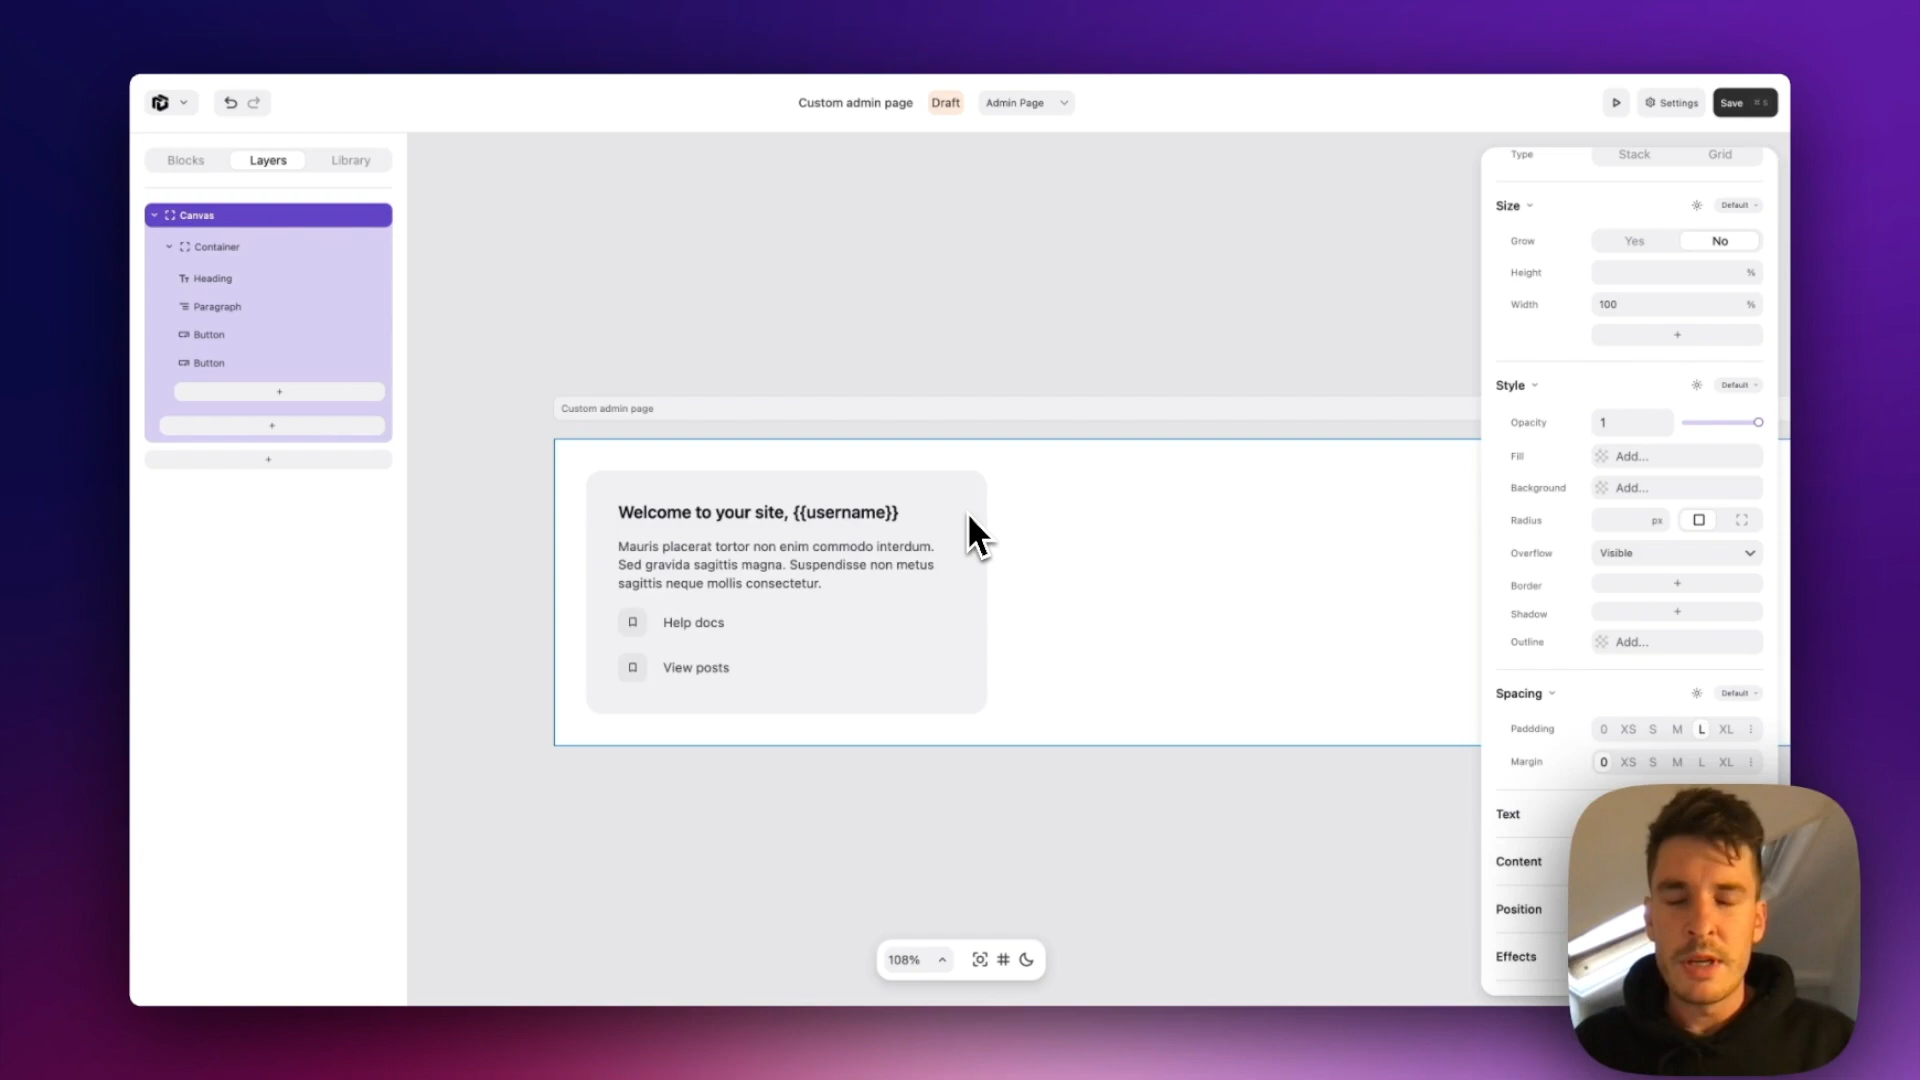 Custom admin page Draft Admin Page
Settings
Save ⌘ S
Blocks Layers Library
Canvas
Container
Heading
Paragraph
Button
Button
+
+
+
Custom admin page
Welcome to your site, {{username}}
Mauris placerat tortor non enim commodo interdum.
Sed gravida sagittis magna. Suspendisse non metus
sagittis neque mollis consectetur.
Help docs
View posts
108%
Type Stack Grid
Size Default
Grow Yes No
Height %
Width 100 %
+
Style Default
Opacity 1
Fill Add...
Background Add...
Radius px
Overflow Visible
Border +
Shadow +
Outline Add...
Spacing Default
Paddding 0 XS S M L XL
Margin 0 XS S M L XL
Text
Content
Position
Effects